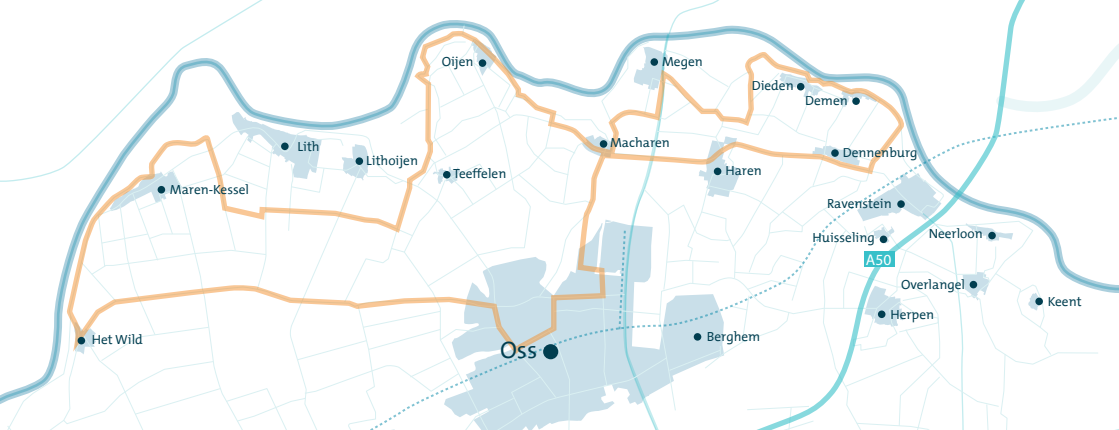 Oijen
Megen
Dieden
Demen
Lith
Macharen
Lithoijen
Dennenburg
Teeffelen
Haren
Maren-Kessel
Ravenstein
Huisseling
Neerloon
A50
Overlangel
Keent
Herpen
Het Wild
Berghem
Oss